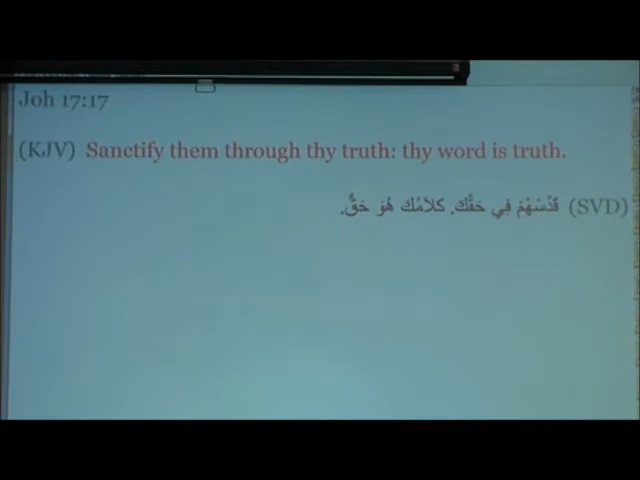 Joh 17:17
(KJV) Sanctify them through thy truth: thy word is truth.
(SVD) قَدِّسْهُمْ فِي حَقِّكَ. كَلاَمُكَ هُوَ حَقٌّ.